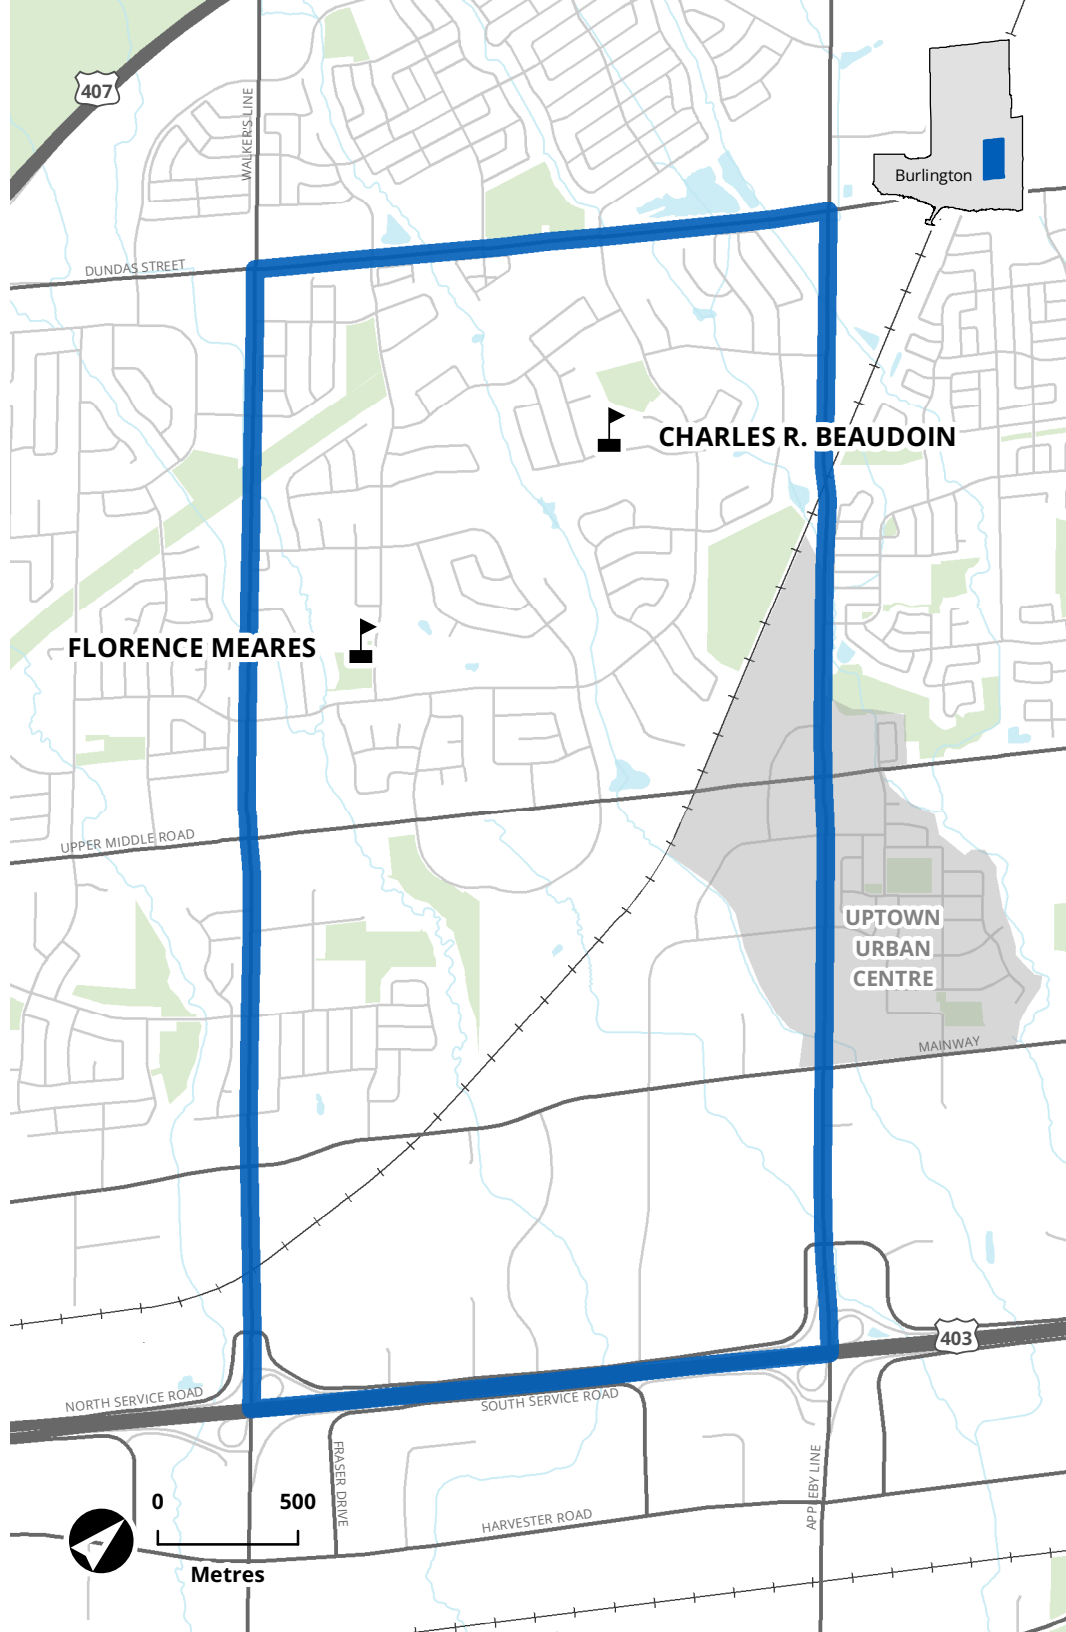 407
WALKER'S LINE
Burlington
DUNDAS STREET
CHARLES R. BEAUDOIN
FLORENCE MEARES
UPPER MIDDLE ROAD
UPTOWN
URBAN
CENTRE
MAINWAY
403
NORTH SERVICE ROAD
SOUTH SERVICE ROAD
FRASER DRIVE
APPLEBY LINE
HARVESTER ROAD
0 500
Metres